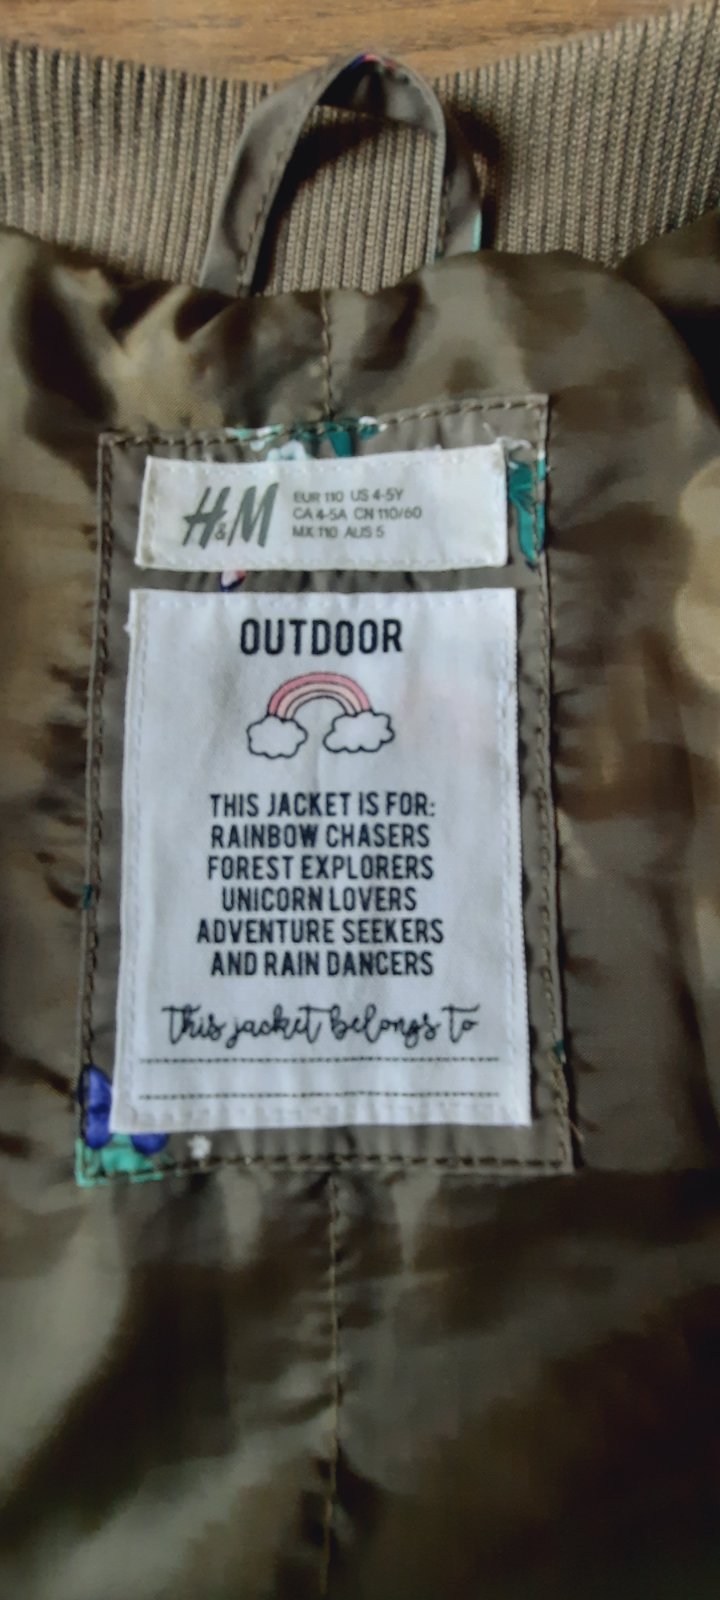 H&M
EUR 110 US 4-5Y
CA 4-5A CN 110/60
MX 110 AUS 5
OUTDOOR
THIS JACKET IS FOR:
RAINBOW CHASERS
FOREST EXPLORERS
UNICORN LOVERS
ADVENTURE SEEKERS
AND RAIN DANCERS
this jacket belongs to